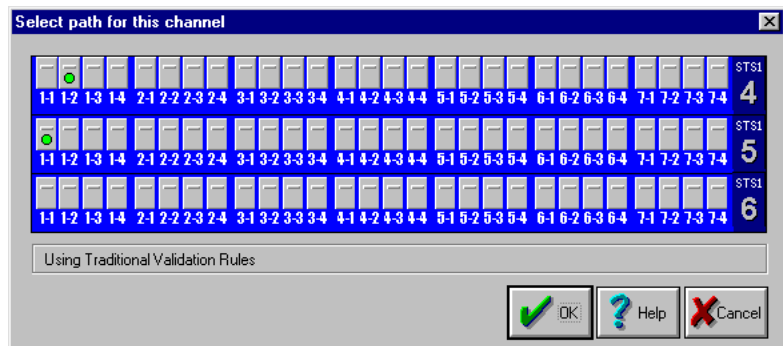 Select path for this channel
STS1
1-1 1-2 1-3 1-4 2-1 2-2 2-3 2-4 3-1 3-2 3-3 3-4 4-1 4-2 4-3 4-4 5-1 5-2 5-3 5-4 6-1 6-2 6-3 6-4 7-1 7-2 7-3 7-4 4
STS1
1-1 1-2 1-3 1-4 2-1 2-2 2-3 2-4 3-1 3-2 3-3 3-4 4-1 4-2 4-3 4-4 5-1 5-2 5-3 5-4 6-1 6-2 6-3 6-4 7-1 7-2 7-3 7-4 5
STS1
1-1 1-2 1-3 1-4 2-1 2-2 2-3 2-4 3-1 3-2 3-3 3-4 4-1 4-2 4-3 4-4 5-1 5-2 5-3 5-4 6-1 6-2 6-3 6-4 7-1 7-2 7-3 7-4 6
Using Traditional Validation Rules
OK Help Cancel